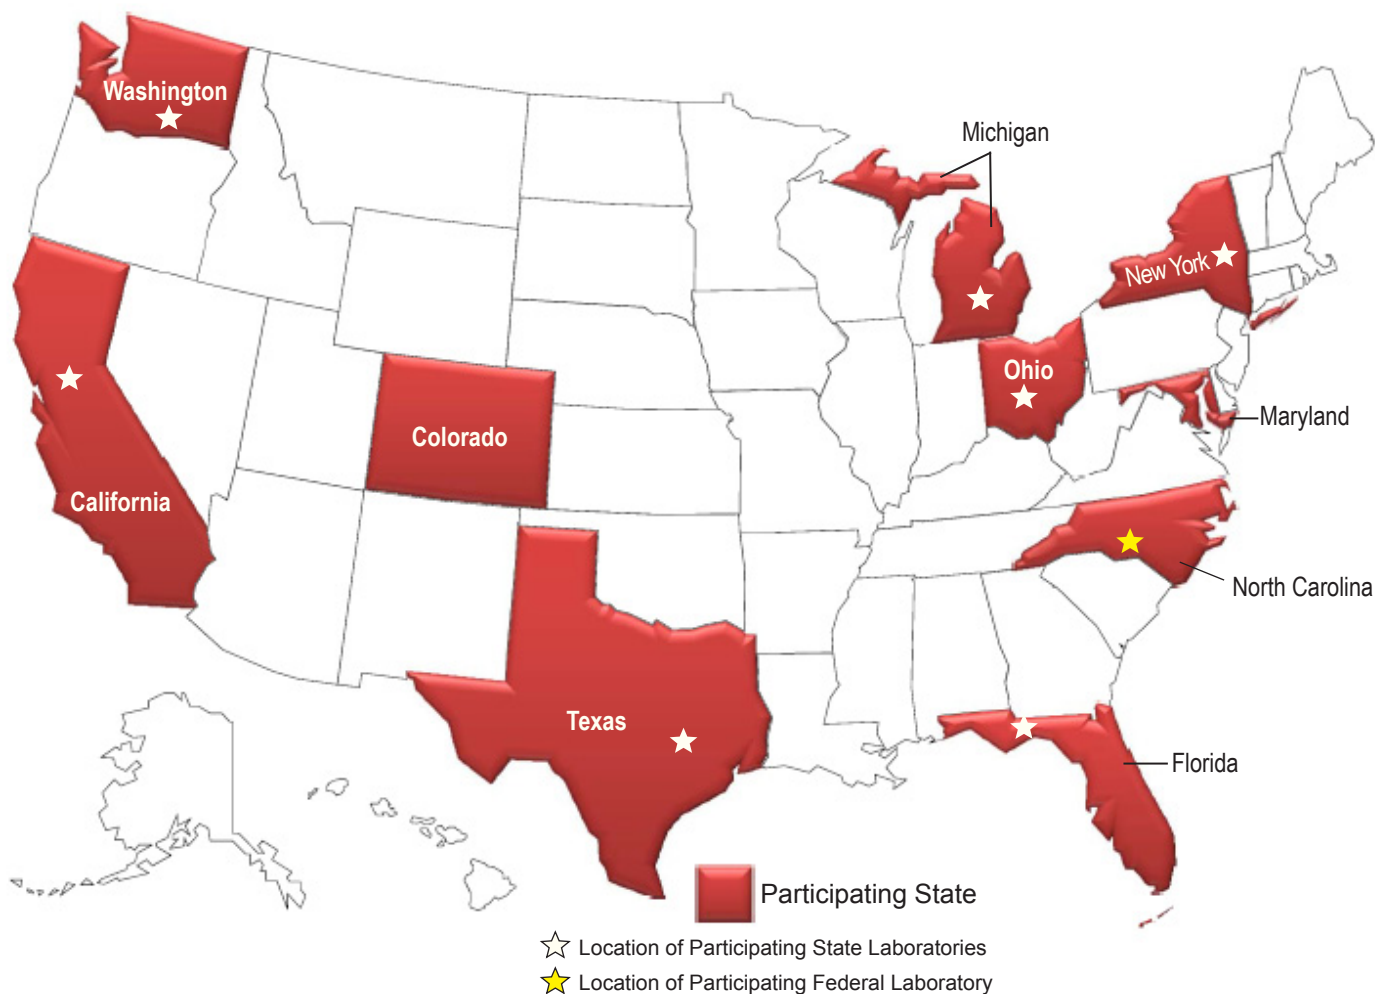 Washington
Michigan
New York
Ohio
Maryland
Colorado
California
North Carolina
Texas
Florida
Participating State
Location of Participating State Laboratories
Location of Participating Federal Laboratory